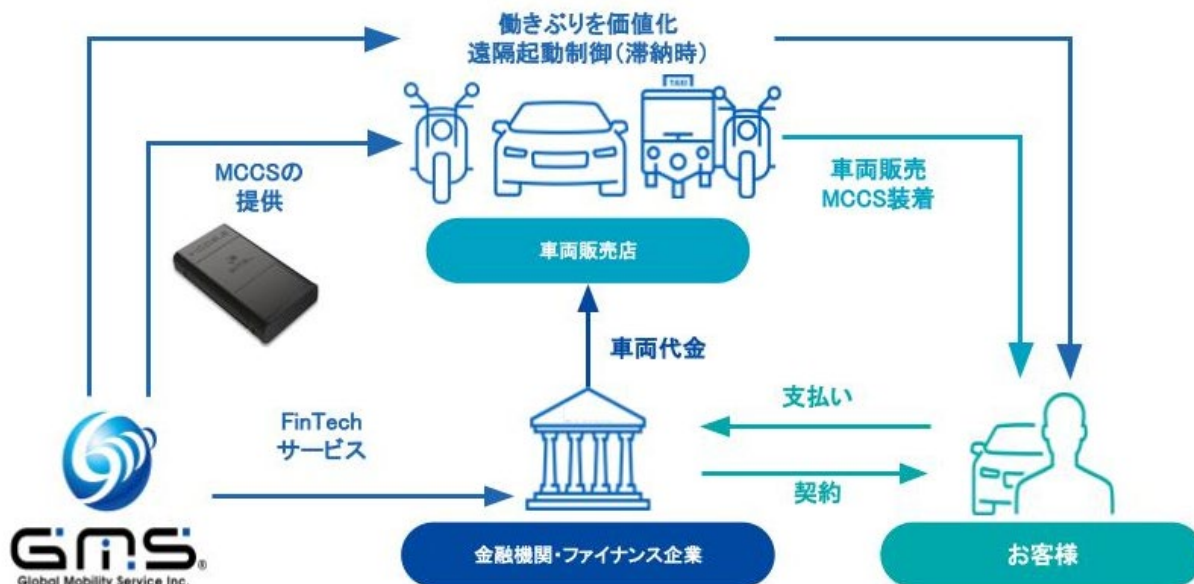 働きぶりを価値化
遠隔起動制御(滞納時)
TAXI
MCCSの
提供
車両販売
MCCS装着
車両販売店
車両代金
FinTech
サービス
支払い
契約
GMS®
Global Mobility Service Inc.
金融機関・ファイナンス企業
お客様